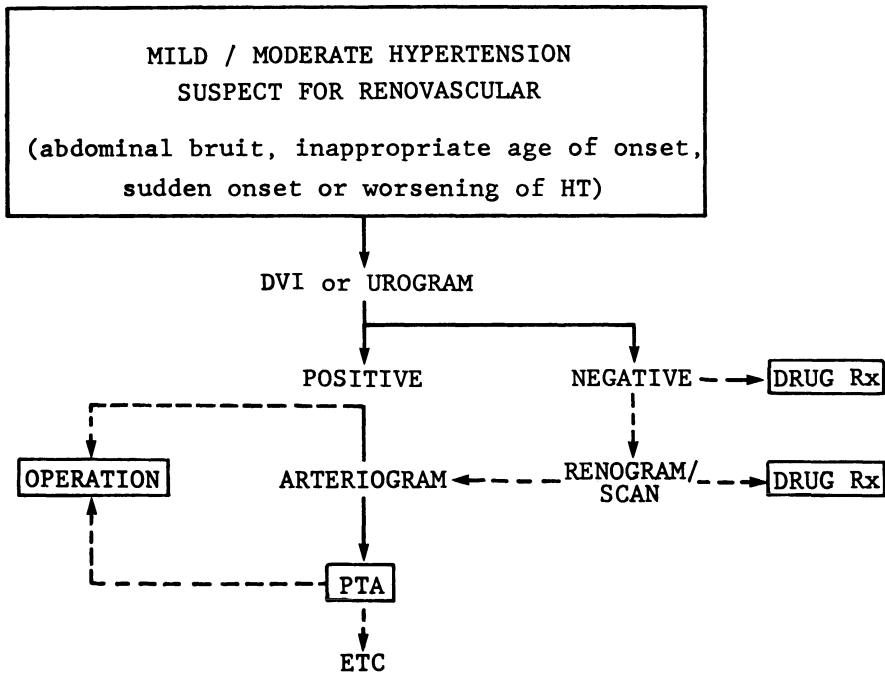 MILD / MODERATE HYPERTENSION
SUSPECT FOR RENOVASCULAR
(abdominal bruit, inappropriate age of onset,
sudden onset or worsening of HT)
DVI or UROGRAM
POSITIVE
NEGATIVE
DRUG Rx
OPERATION
ARTERIOGRAM
RENOGRAM/
SCAN
DRUG Rx
PTA
ETC